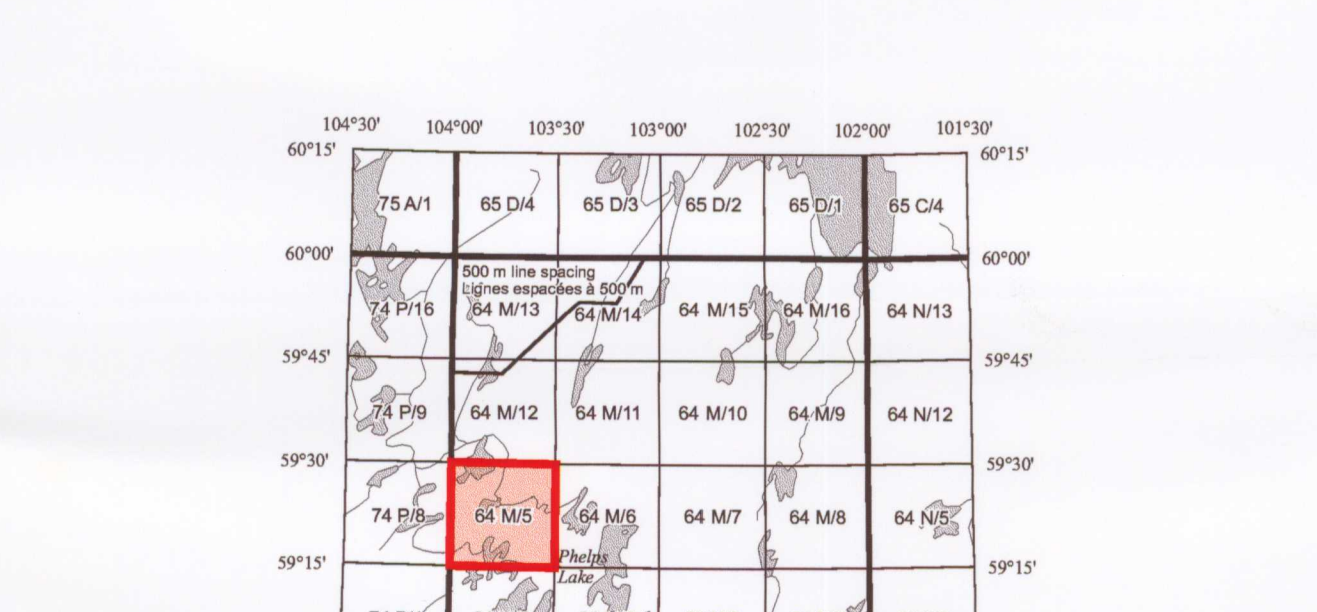 104°30' 104°00' 103°30' 103°00' 102°30' 102°00' 101°30'
60°15' 60°15'
75 A/1 65 D/4 65 D/3 65 D/2 65 D/1 65 C/4
60°00' 60°00'
500 m line spacing
Lignes espacées à 500 m
74 P/16 64 M/13 64 M/14 64 M/15 64 M/16 64 N/13
59°45' 59°45'
74 P/9 64 M/12 64 M/11 64 M/10 64 M/9 64 N/12
59°30' 59°30'
74 P/8 64 M/5 64 M/6 64 M/7 64 M/8 64 N/5
59°15' 59°15'
Phelps
Lake